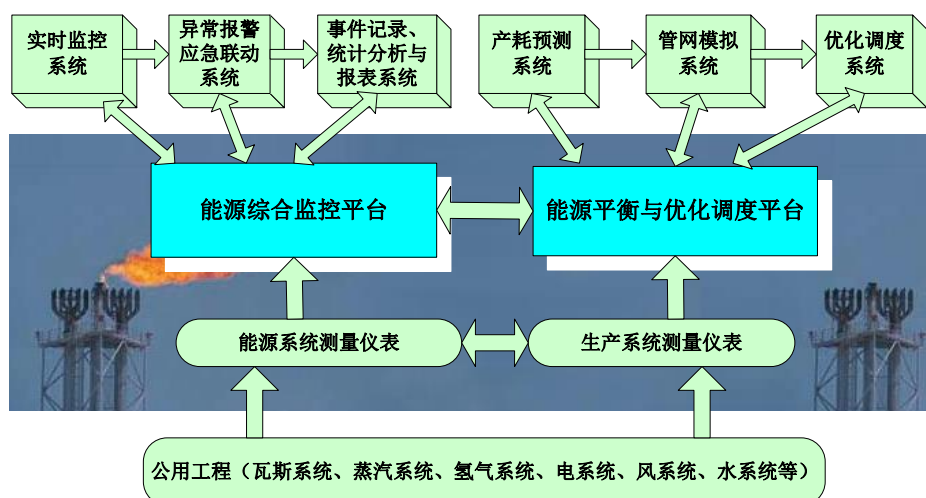 实时监控
系统
异常报警
应急联动
系统
事件记录、
统计分析与
报表系统
产耗预测
系统
管网模拟
系统
优化调度
系统
能源综合监控平台
能源平衡与优化调度平台
能源系统测量仪表
生产系统测量仪表
公用工程（瓦斯系统、蒸汽系统、氢气系统、电系统、风系统、水系统等）